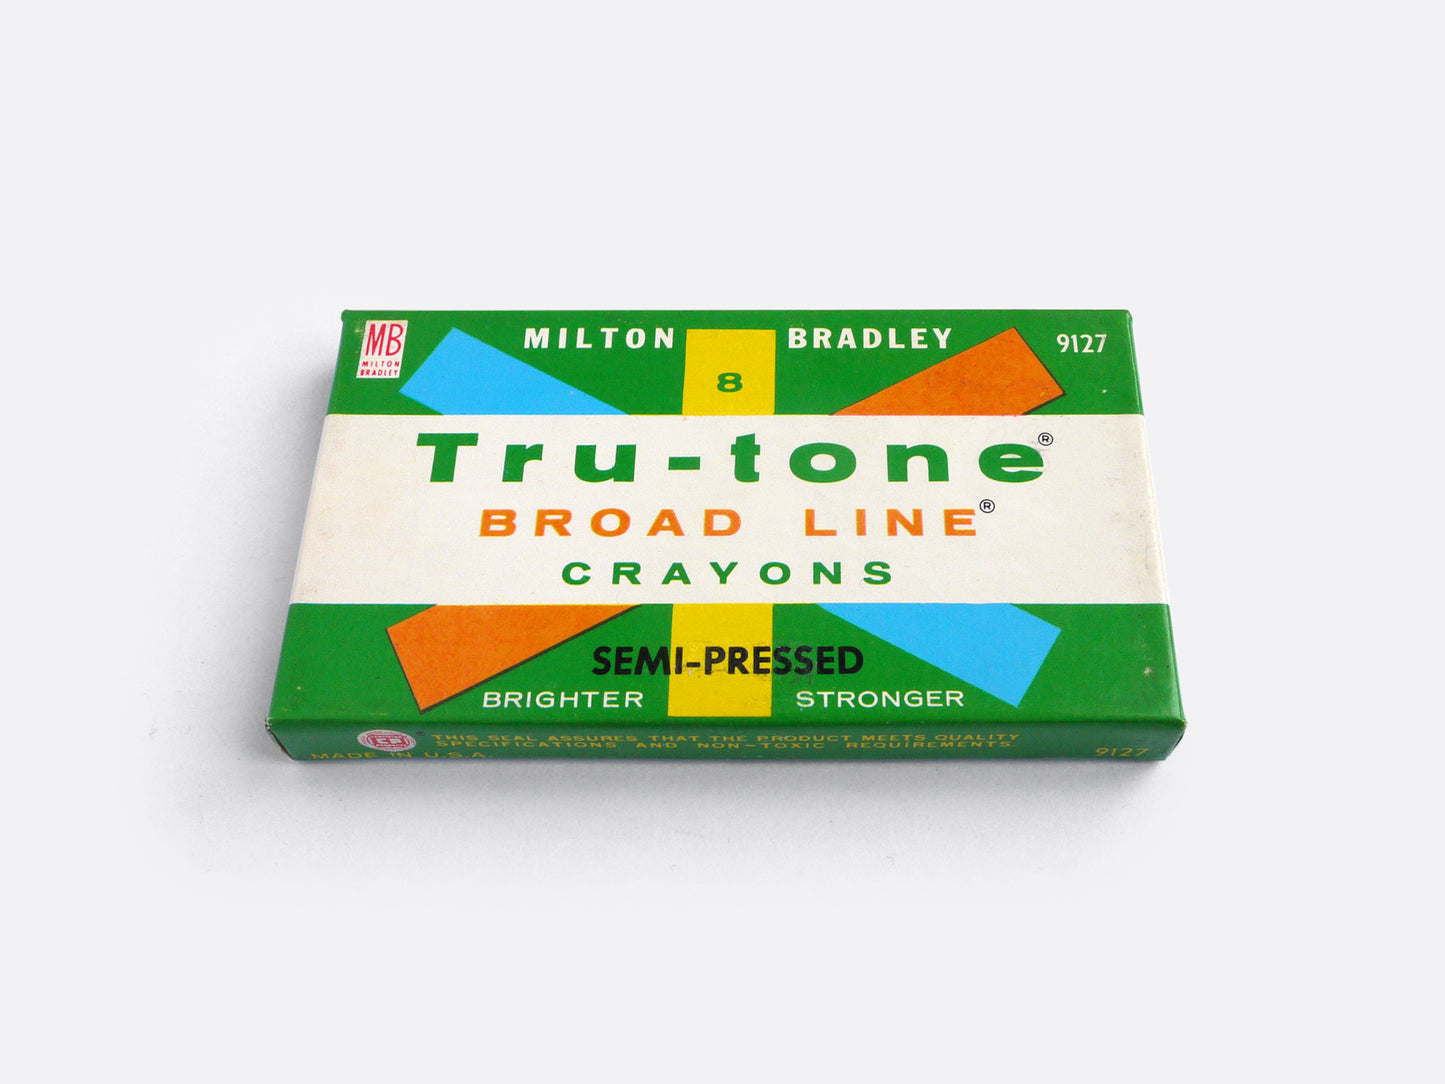 MB
MILTON
BRADLEY
MILTON BRADLEY
9127
8
Tru-tone®
BROAD LINE®
CRAYONS
SEMI-PRESSED
BRIGHTER STRONGER
CP
THIS SEAL ASSURES THAT THE PRODUCT MEETS QUALITY
SPECIFICATIONS AND NON-TOXIC REQUIREMENTS.
MADE IN U.S.A.
9127